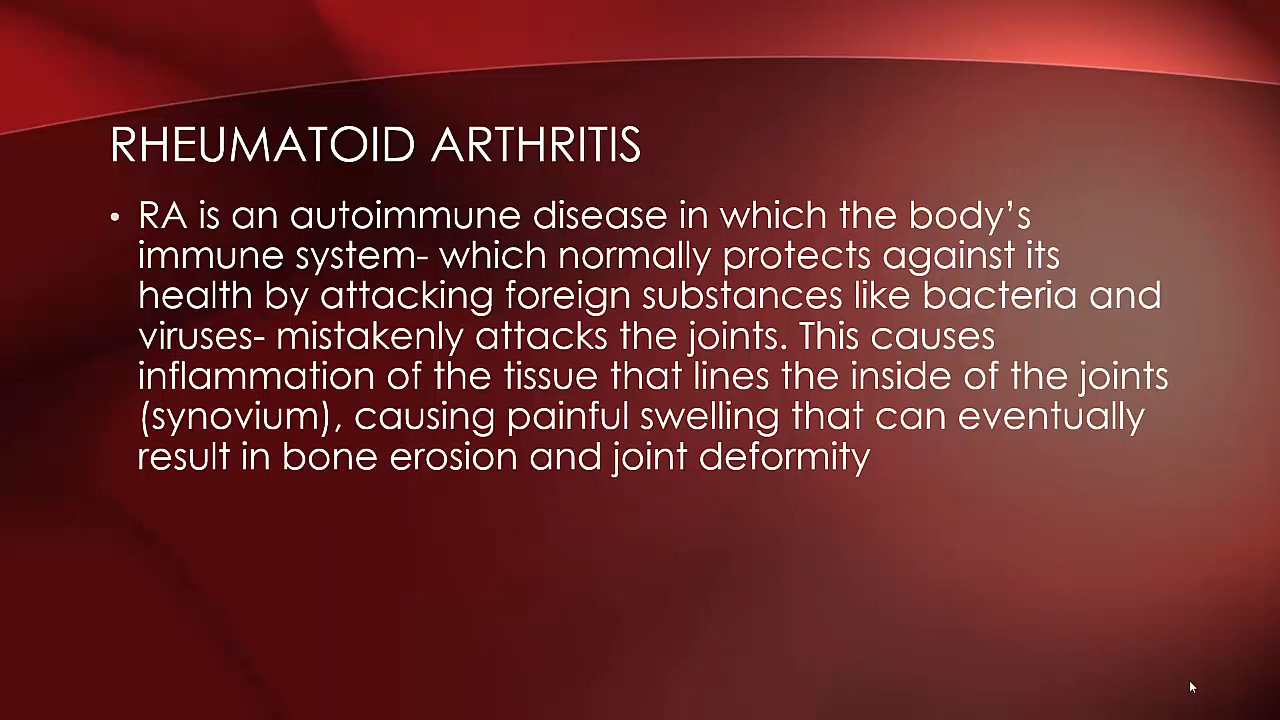 RHEUMATOID ARTHRITIS
• RA is an autoimmune disease in which the body’s
immune system- which normally protects against its
health by attacking foreign substances like bacteria and
viruses- mistakenly attacks the joints. This causes
inflammation of the tissue that lines the inside of the joints
(synovium), causing painful swelling that can eventually
result in bone erosion and joint deformity